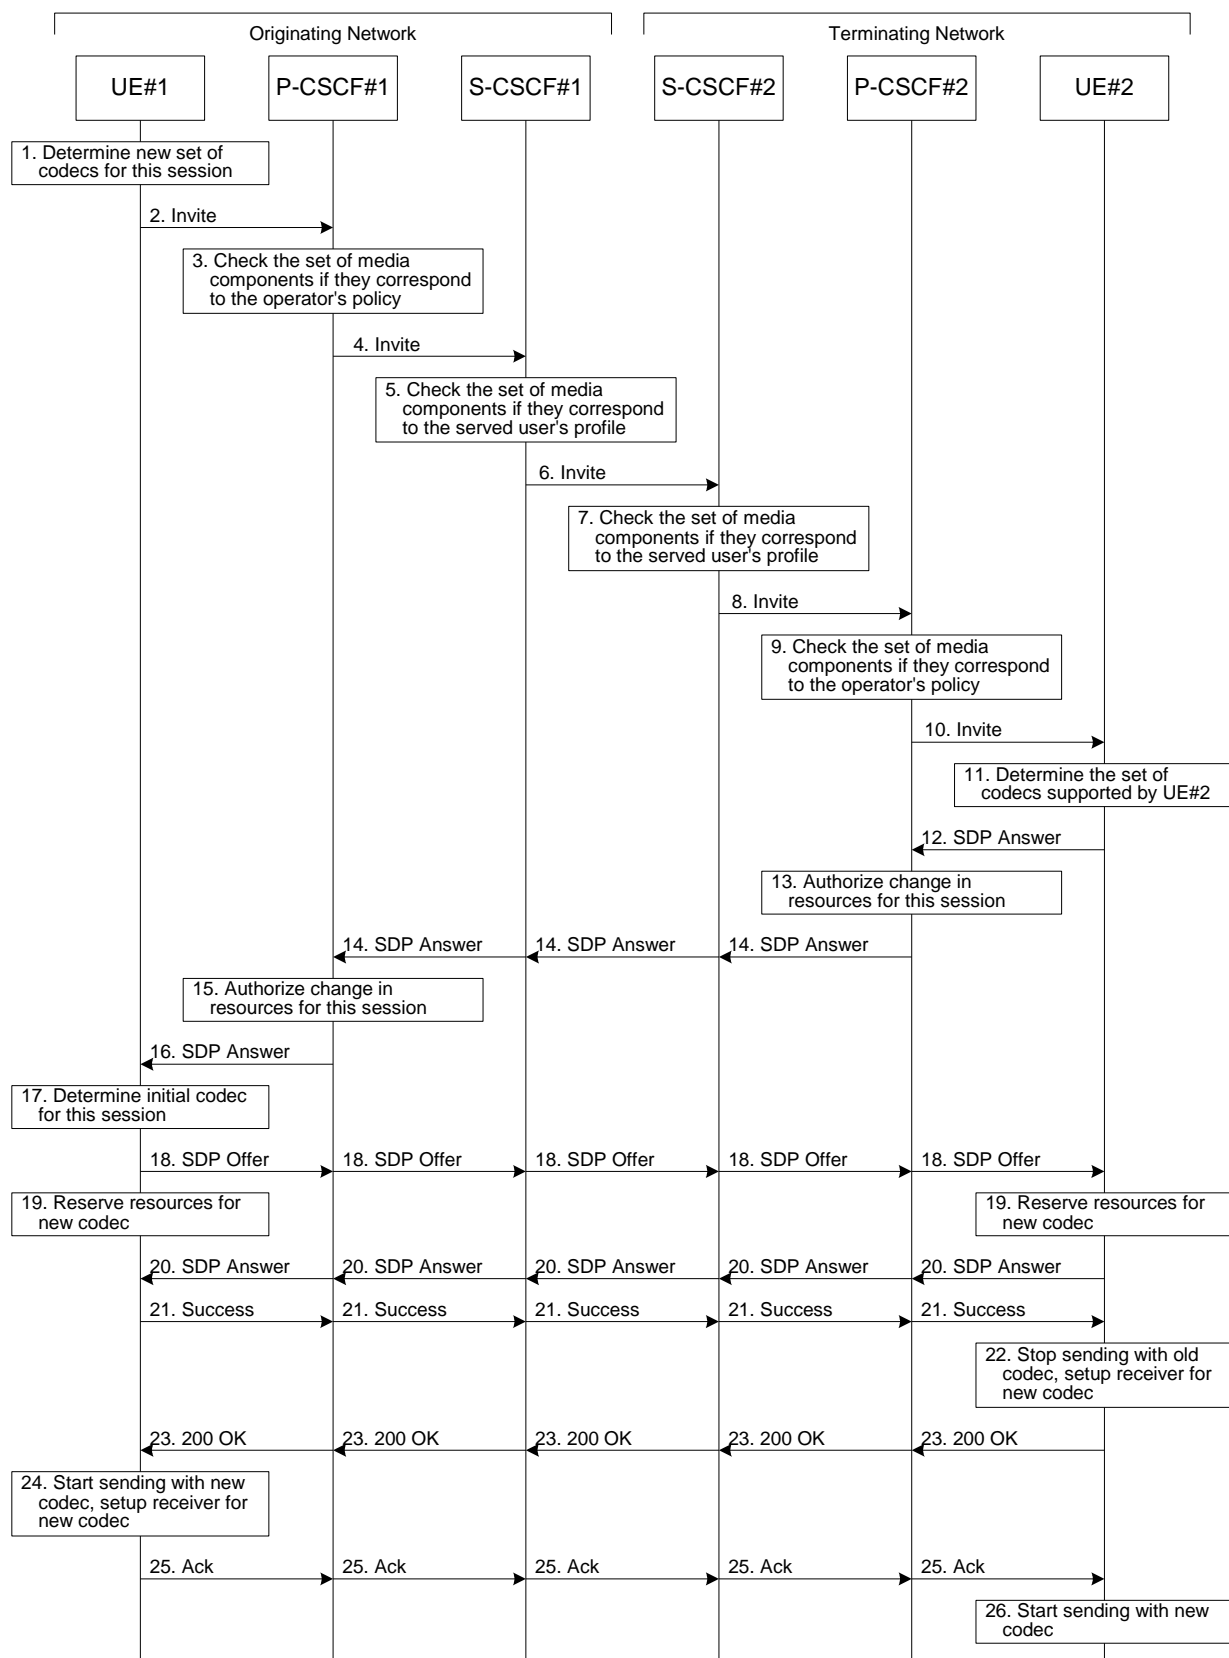 Originating Network
Terminating Network
UE#1
P-CSCF#1
S-CSCF#1
S-CSCF#2
P-CSCF#2
UE#2
1. Determine new set of
codecs for this session
2. Invite
3. Check the set of media
components if they correspond
to the operator's policy
4. Invite
5. Check the set of media
components if they correspond
to the served user's profile
6. Invite
7. Check the set of media
components if they correspond
to the served user's profile
8. Invite
9. Check the set of media
components if they correspond
to the operator's policy
10. Invite
11. Determine the set of
codecs supported by UE#2
12. SDP Answer
13. Authorize change in
resources for this session
14. SDP Answer
14. SDP Answer
14. SDP Answer
15. Authorize change in
resources for this session
16. SDP Answer
17. Determine initial codec
for this session
18. SDP Offer
18. SDP Offer
18. SDP Offer
18. SDP Offer
18. SDP Offer
19. Reserve resources for
new codec
19. Reserve resources for
new codec
20. SDP Answer
20. SDP Answer
20. SDP Answer
20. SDP Answer
20. SDP Answer
21. Success
21. Success
21. Success
21. Success
21. Success
22. Stop sending with old
codec, setup receiver for
new codec
23. 200 OK
23. 200 OK
23. 200 OK
23. 200 OK
23. 200 OK
24. Start sending with new
codec, setup receiver for
new codec
25. Ack
25. Ack
25. Ack
25. Ack
25. Ack
26. Start sending with new
codec